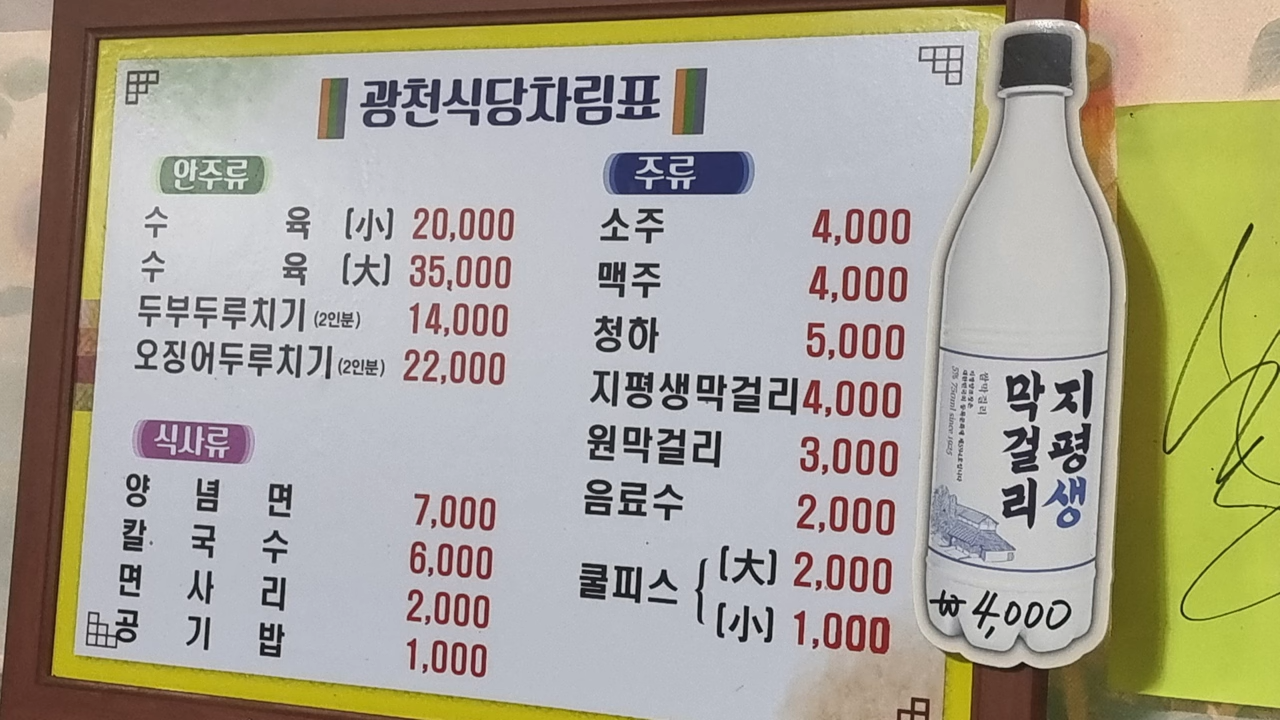 광천식당차림표
안주류
수 육 (小) 20,000
수 육 (大) 35,000
두부두루치기 (2인분) 14,000
오징어두루치기 (2인분) 22,000
식사류
양 념 면 7,000
칼 국 수 6,000
면 사 리 2,000
공 기 밥 1,000
주류
소주 4,000
맥주 4,000
청하 5,000
지평생막걸리 4,000
원막걸리 3,000
음료수 2,000
쿨피스 (大) 2,000
(小) 1,000
지평생
막걸리
₩4,000